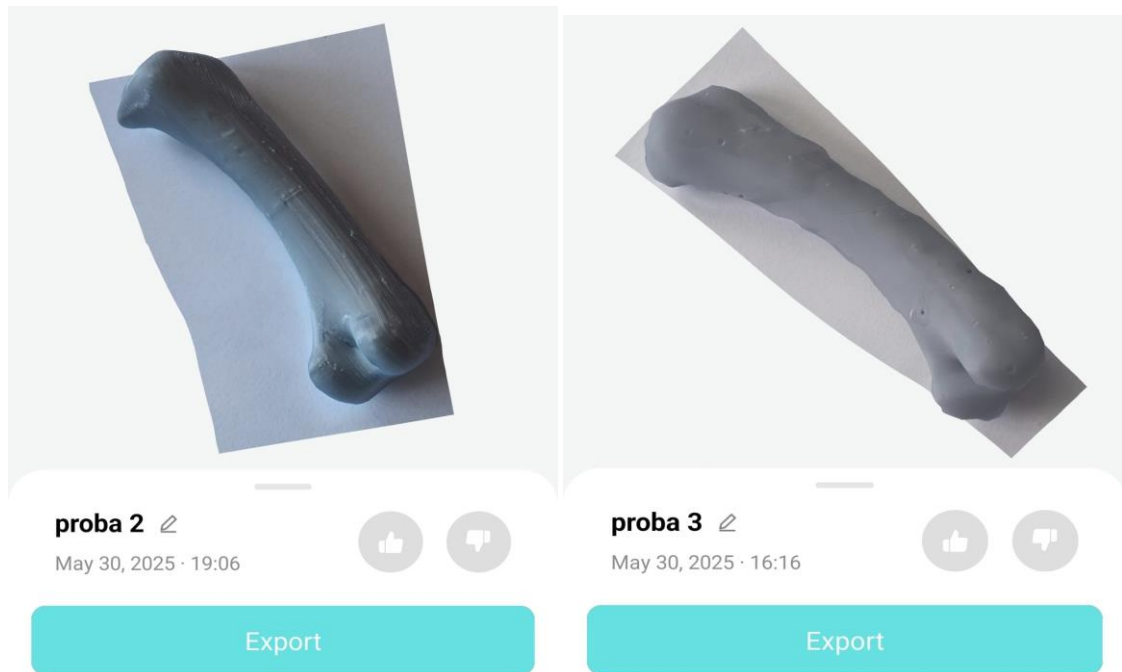 proba 2
May 30, 2025 · 19:06
Export
proba 3
May 30, 2025 · 16:16
Export